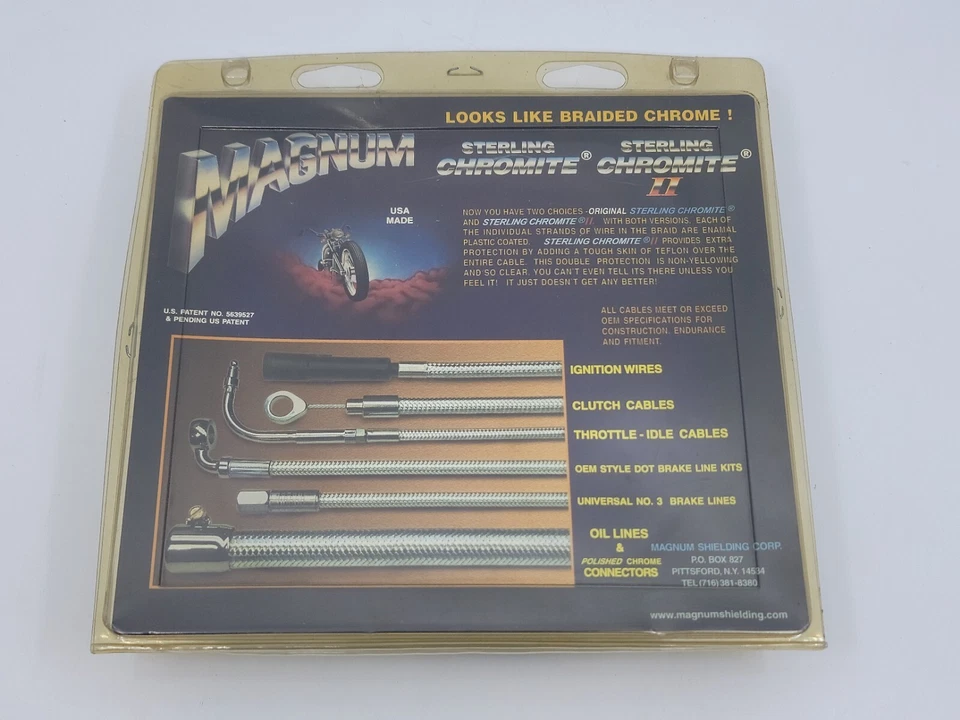 LOOKS LIKE BRAIDED CHROME !
MAGNUM
STERLING CHROMITE®
STERLING CHROMITE® II
USA
MADE
NOW YOU HAVE TWO CHOICES -ORIGINAL STERLING CHROMITE ®
AND STERLING CHROMITE ®II. WITH BOTH VERSIONS, EACH OF
THE INDIVIDUAL STRANDS OF WIRE IN THE BRAID ARE ENAMAL
PLASTIC COATED. STERLING CHROMITE ®II PROVIDES EXTRA
PROTECTION BY ADDING A TOUGH SKIN OF TEFLON OVER THE
ENTIRE CABLE. THIS DOUBLE PROTECTION IS NON-YELLOWING
AND SO CLEAR, YOU CAN'T EVEN TELL ITS THERE UNLESS YOU
FEEL IT! IT JUST DOESN'T GET ANY BETTER!
U.S. PATENT NO. 5639527
& PENDING US PATENT
ALL CABLES MEET OR EXCEED
OEM SPECIFICATIONS FOR
CONSTRUCTION, ENDURANCE
AND FITMENT.
IGNITION WIRES
CLUTCH CABLES
THROTTLE - IDLE CABLES
OEM STYLE DOT BRAKE LINE KITS
UNIVERSAL NO. 3 BRAKE LINES
OIL LINES
&
POLISHED CHROME
CONNECTORS
MAGNUM SHIELDING CORP.
P.O. BOX 827
PITTSFORD, N.Y. 14534
TEL (716) 381-8380
www.magnumshielding.com